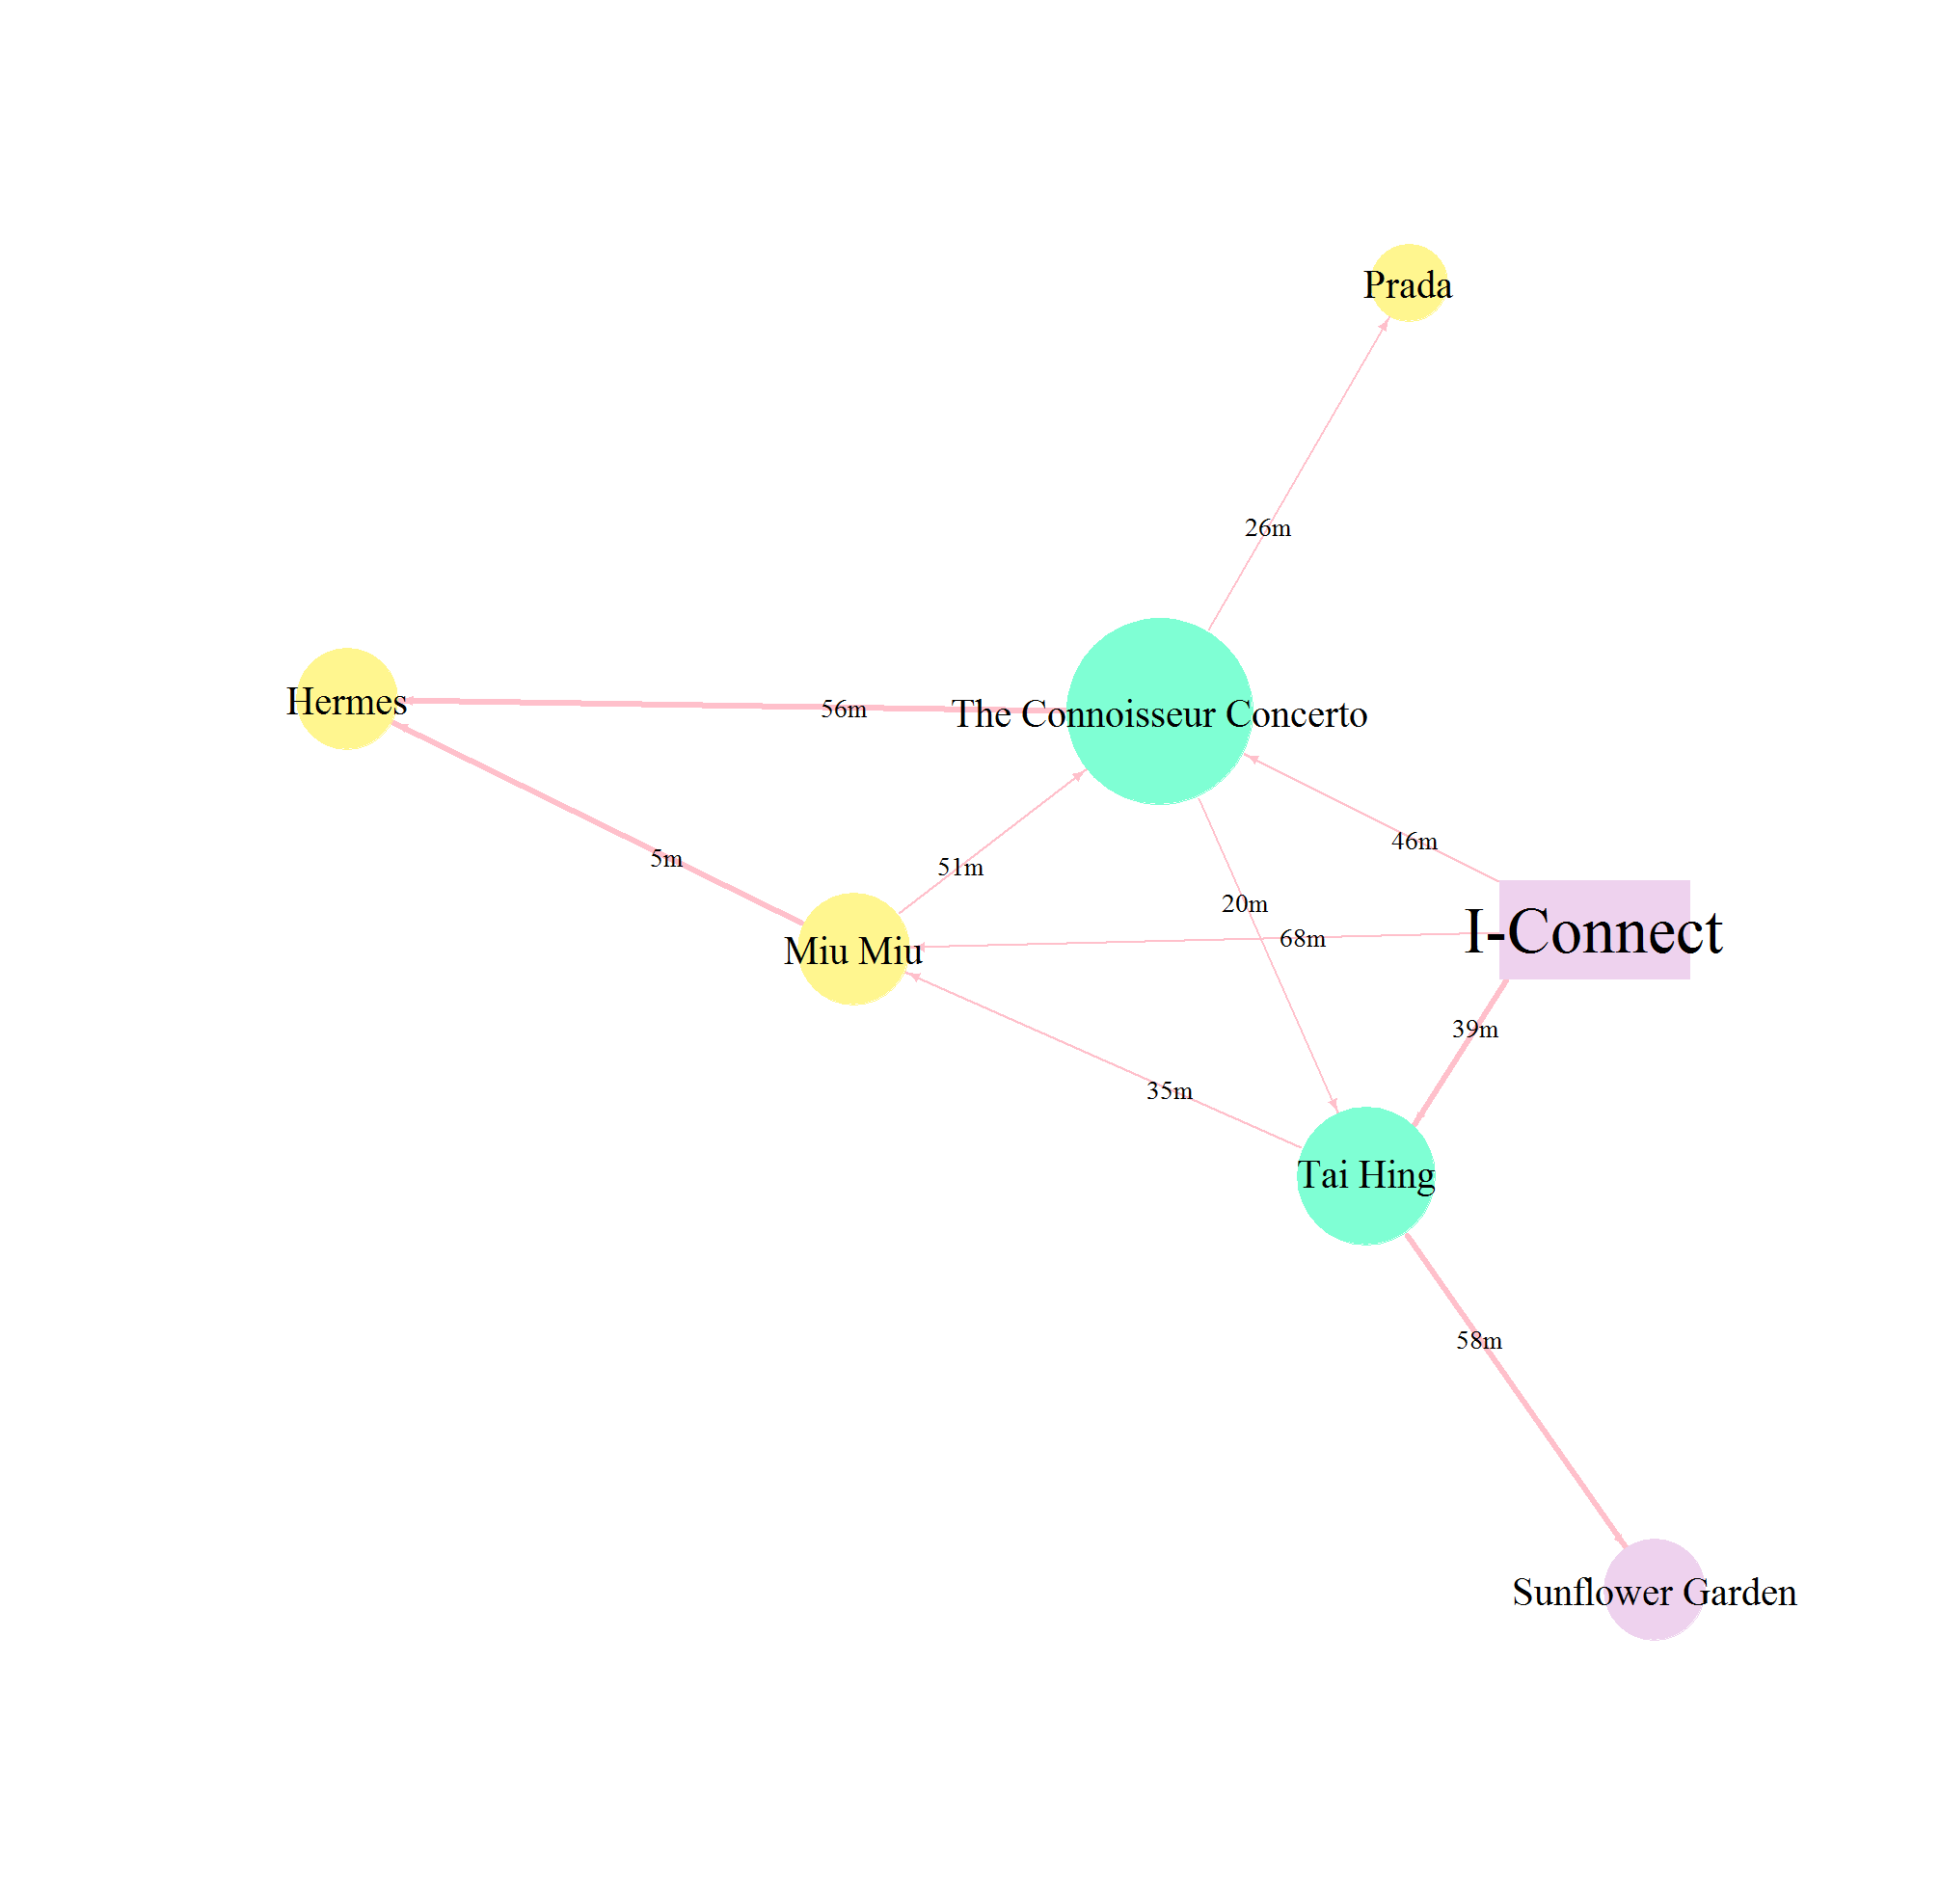 Prada
26m
Hermes
56m
The Connoisseur Concerto
46m
5m
51m
20m
68m
I-Connect
Miu Miu
39m
35m
Tai Hing
58m
Sunflower Garden